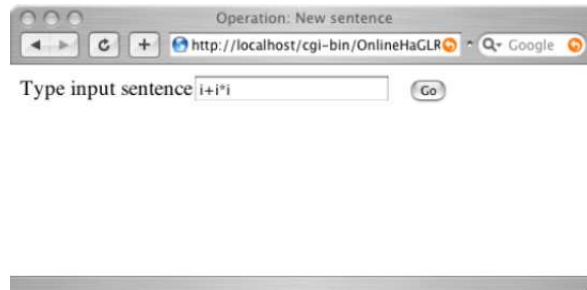 Operation: New sentence
http://localhost/cgi-bin/OnlineHaGLR Google
Type input sentence i+i*i Go